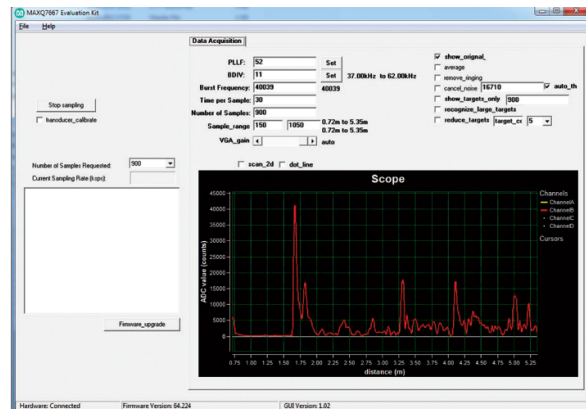 MAXQ7667 Evaluation Kit
File Help
Data Acquisition
PLLF: 52 Set
BDIV: 11 Set 37.00kHz to 62.00kHz
Burst Frequency: 40039 40039
Time per Sample: 30
Number of Samples: 900
Sample_range 150 1050 0.72m to 5.35m
0.72m to 5.35m
VGA_gain auto
show_orignal_
average
remove_ringing
cancel_noise 16710 auto_th
show_targets_only 900
recognize_large_targets
reduce_targets target_cr 5
Stop sampling
transducer_calibrate
Number of Samples Requested: 900
Current Sampling Rate (ksps):
Firmware_upgrade
scan_2d dot_line
Scope
Channels
ChannelA
ChannelB
ChannelC
ChannelD
Cursors
ADC value (counts)
45000
40000
35000
30000
25000
20000
15000
10000
5000
0
0.75 1.00 1.25 1.50 1.75 2.00 2.25 2.50 2.75 3.00 3.25 3.50 3.75 4.00 4.25 4.50 4.75 5.00 5.25
distance (m)
Hardware: Connected Firmware Version: 64.224 GUI Version: 1.02